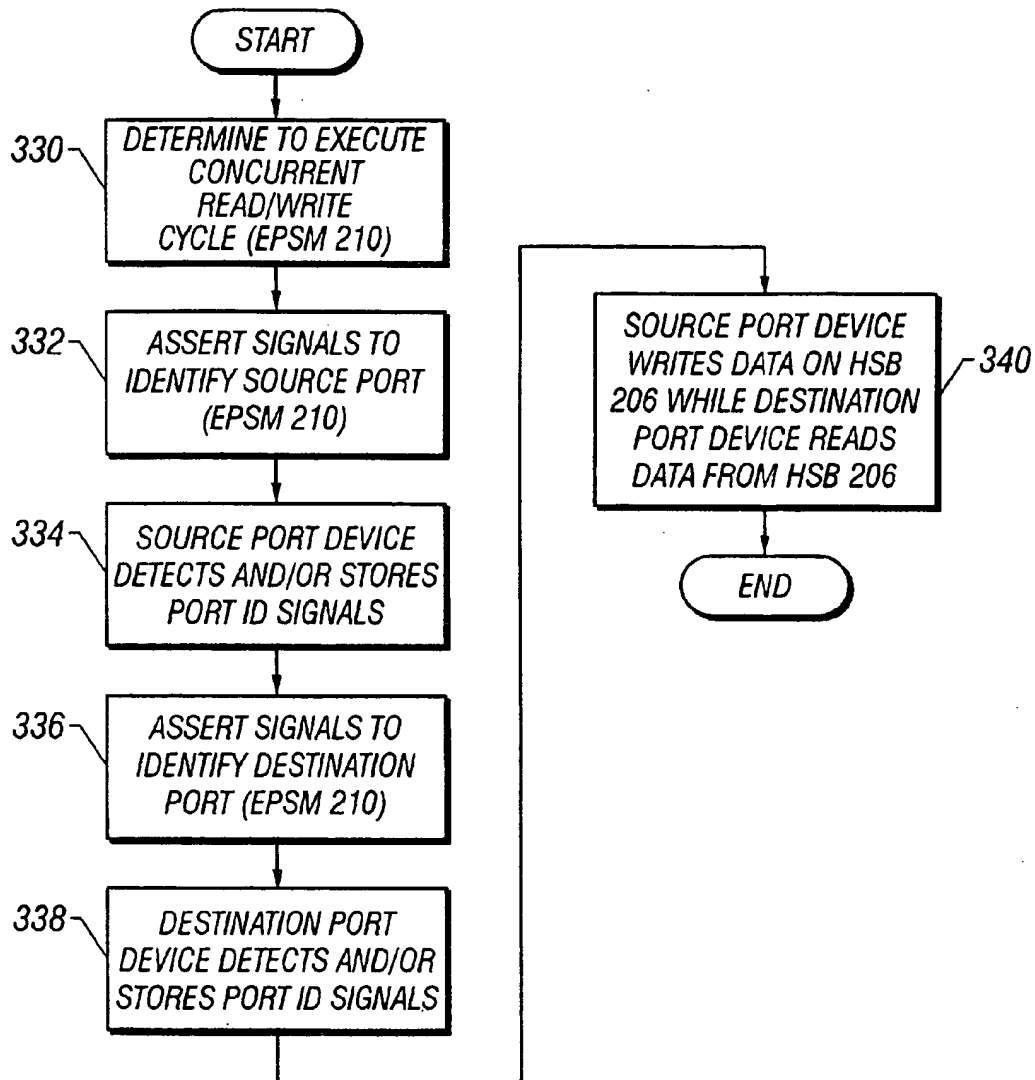 START
330
DETERMINE TO EXECUTE
CONCURRENT
READ/WRITE
CYCLE (EPSM 210)
332
ASSERT SIGNALS TO
IDENTIFY SOURCE PORT
(EPSM 210)
334
SOURCE PORT DEVICE
DETECTS AND/OR STORES
PORT ID SIGNALS
336
ASSERT SIGNALS TO
IDENTIFY DESTINATION
PORT (EPSM 210)
338
DESTINATION PORT
DEVICE DETECTS AND/OR
STORES PORT ID SIGNALS
SOURCE PORT DEVICE
WRITES DATA ON HSB
206 WHILE DESTINATION
PORT DEVICE READS
DATA FROM HSB 206
340
END